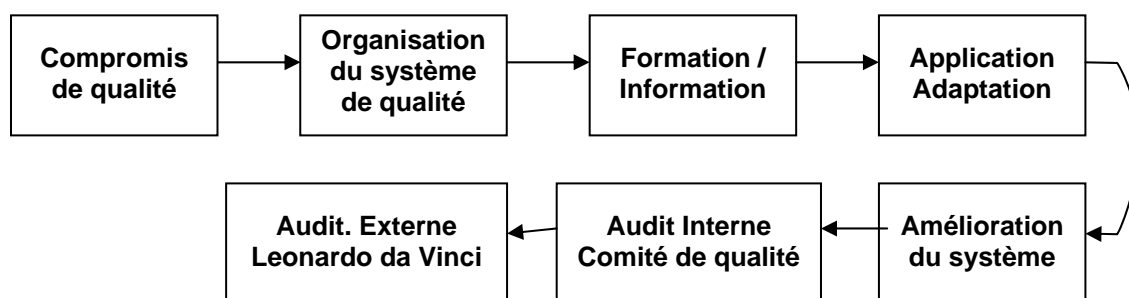 Compromis
de qualité
Organisation
du système
de qualité
Formation /
Information
Application
Adaptation
Amélioration
du système
Audit Interne
Comité de qualité
Audit. Externe
Leonardo da Vinci